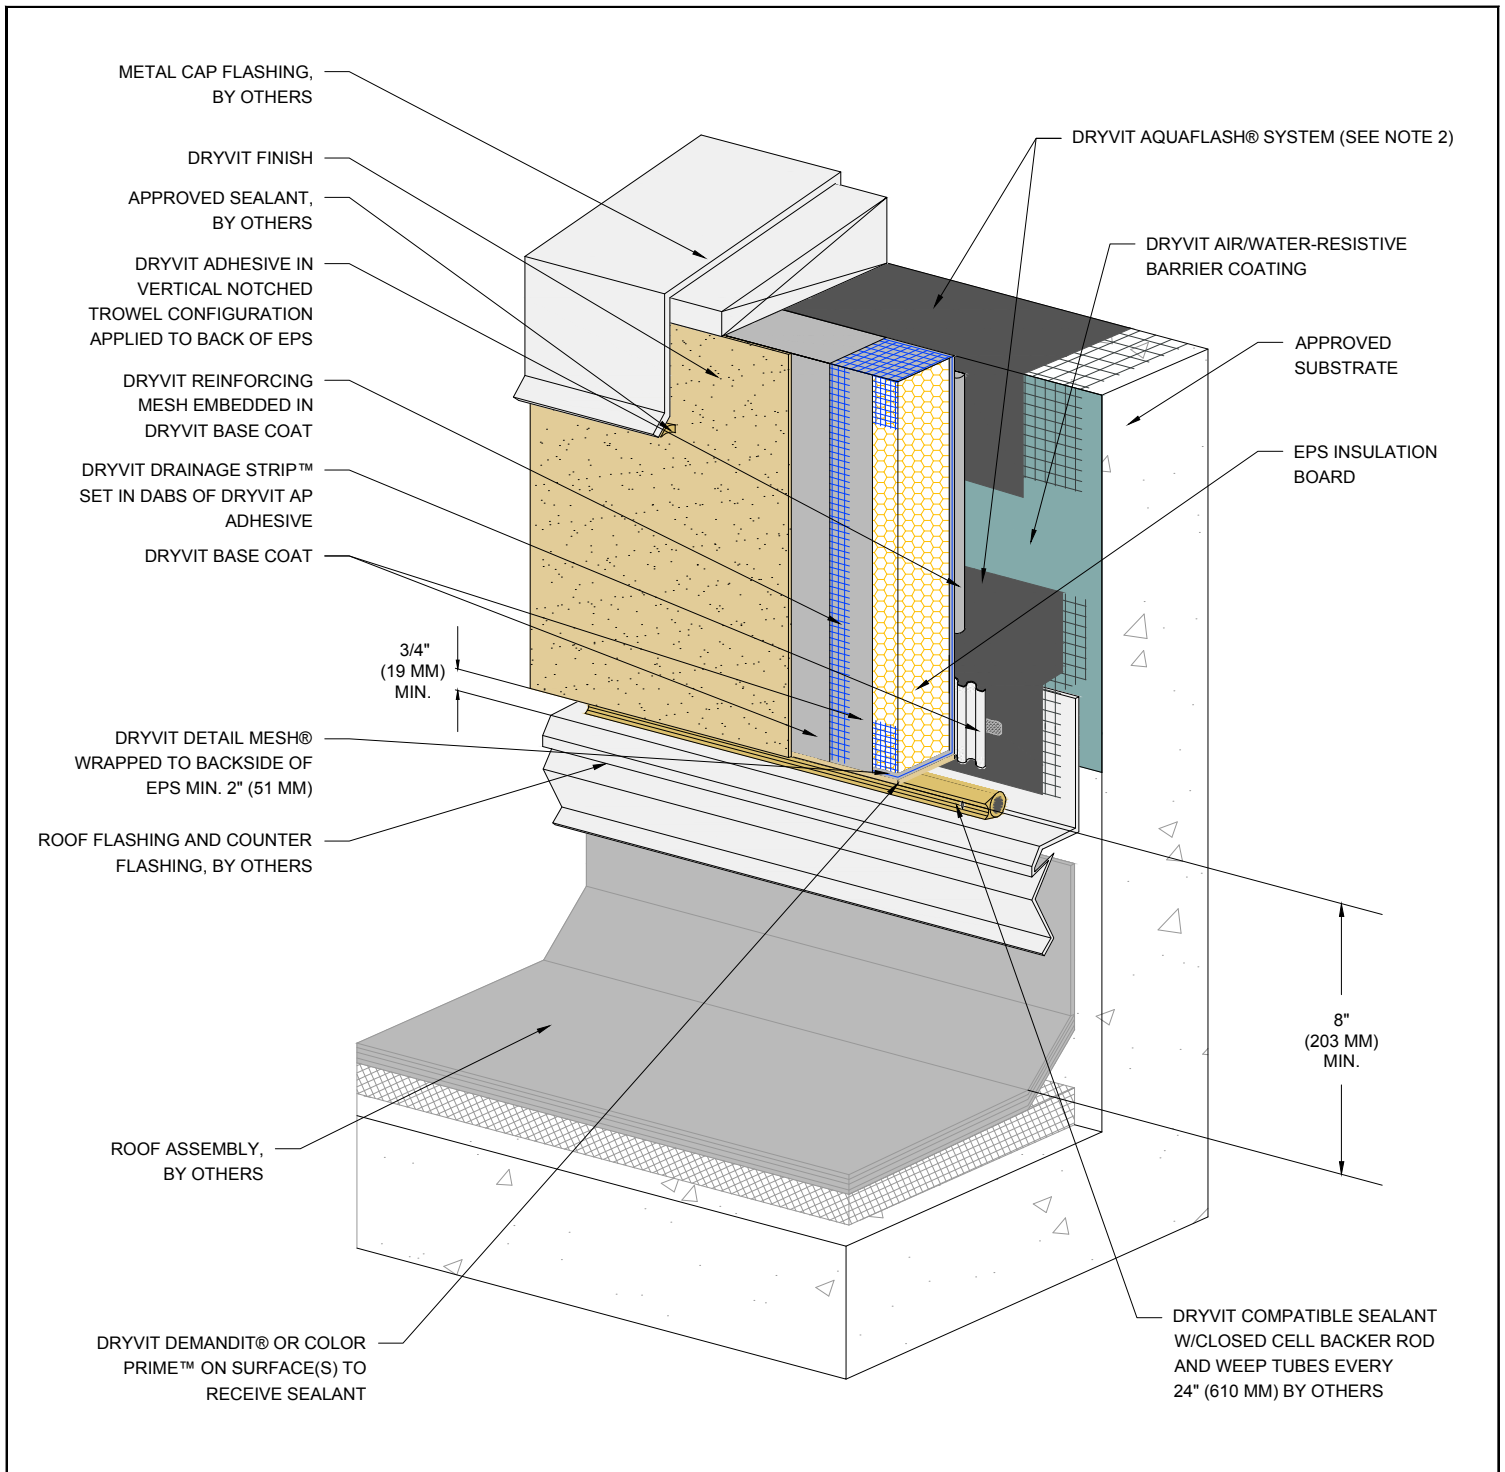 METAL CAP FLASHING,
BY OTHERS
DRYVIT FINISH
APPROVED SEALANT,
BY OTHERS
DRYVIT ADHESIVE IN
VERTICAL NOTCHED
TROWEL CONFIGURATION
APPLIED TO BACK OF EPS
DRYVIT REINFORCING
MESH EMBEDDED IN
DRYVIT BASE COAT
DRYVIT DRAINAGE STRIP™
SET IN DABS OF DRYVIT AP
ADHESIVE
DRYVIT BASE COAT
3/4"
(19 MM)
MIN.
DRYVIT DETAIL MESH®
WRAPPED TO BACKSIDE OF
EPS MIN. 2" (51 MM)
ROOF FLASHING AND COUNTER
FLASHING, BY OTHERS
ROOF ASSEMBLY,
BY OTHERS
DRYVIT DEMANDIT® OR COLOR
PRIME™ ON SURFACE(S) TO
RECEIVE SEALANT
DRYVIT AQUAFLASH® SYSTEM (SEE NOTE 2)
DRYVIT AIR/WATER-RESISTIVE
BARRIER COATING
APPROVED
SUBSTRATE
EPS INSULATION
BOARD
8"
(203 MM)
MIN.
DRYVIT COMPATIBLE SEALANT
W/CLOSED CELL BACKER ROD
AND WEEP TUBES EVERY
24" (610 MM) BY OTHERS